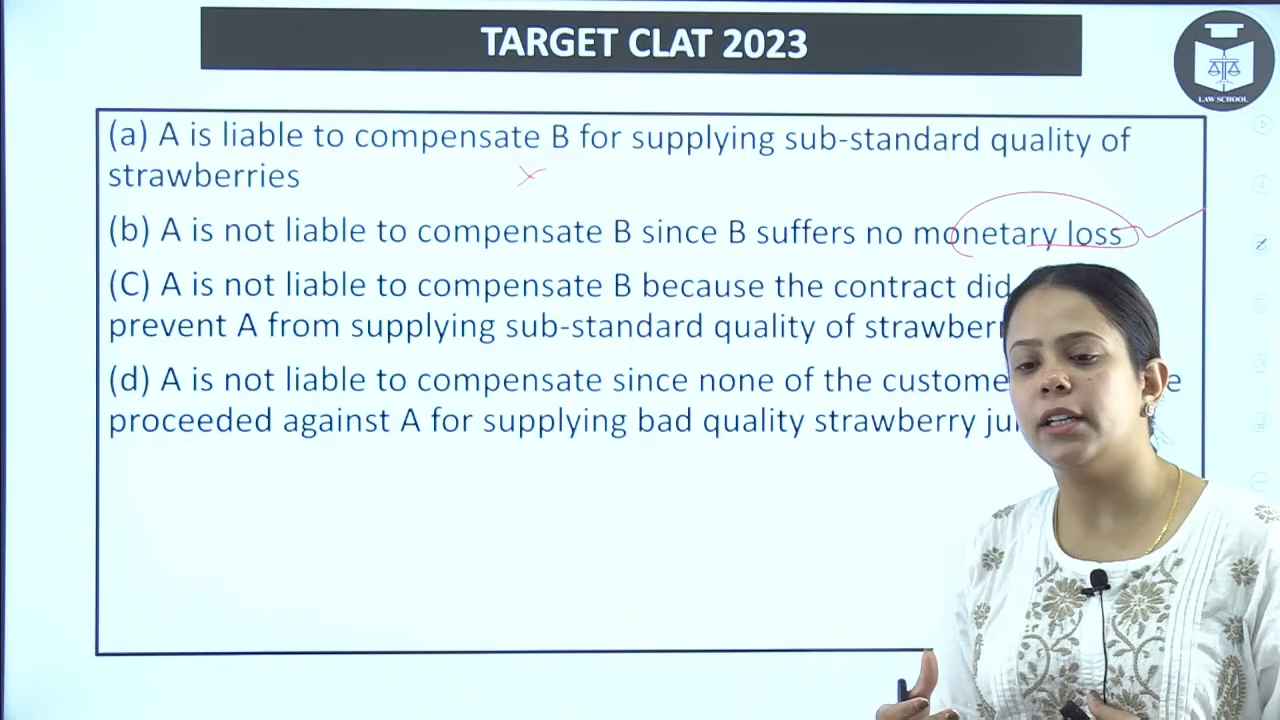 TARGET CLAT 2023
LAW SCHOOL
(a) A is liable to compensate B for supplying sub-standard quality of
strawberries
(b) A is not liable to compensate B since B suffers no monetary loss
(C) A is not liable to compensate B because the contract did
prevent A from supplying sub-standard quality of
(d) A is not liable to compensate since none of the
proceeded against A for supplying bad quality strawberry